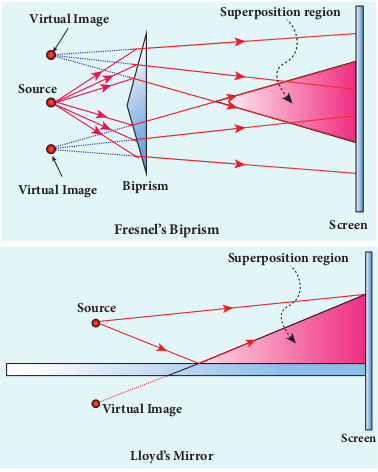 Superposition region
Virtual Image
Source
Virtual Image
Biprism
Screen
Fresnel's Biprism
Superposition region
Source
Virtual Image
Screen
Lloyd's Mirror